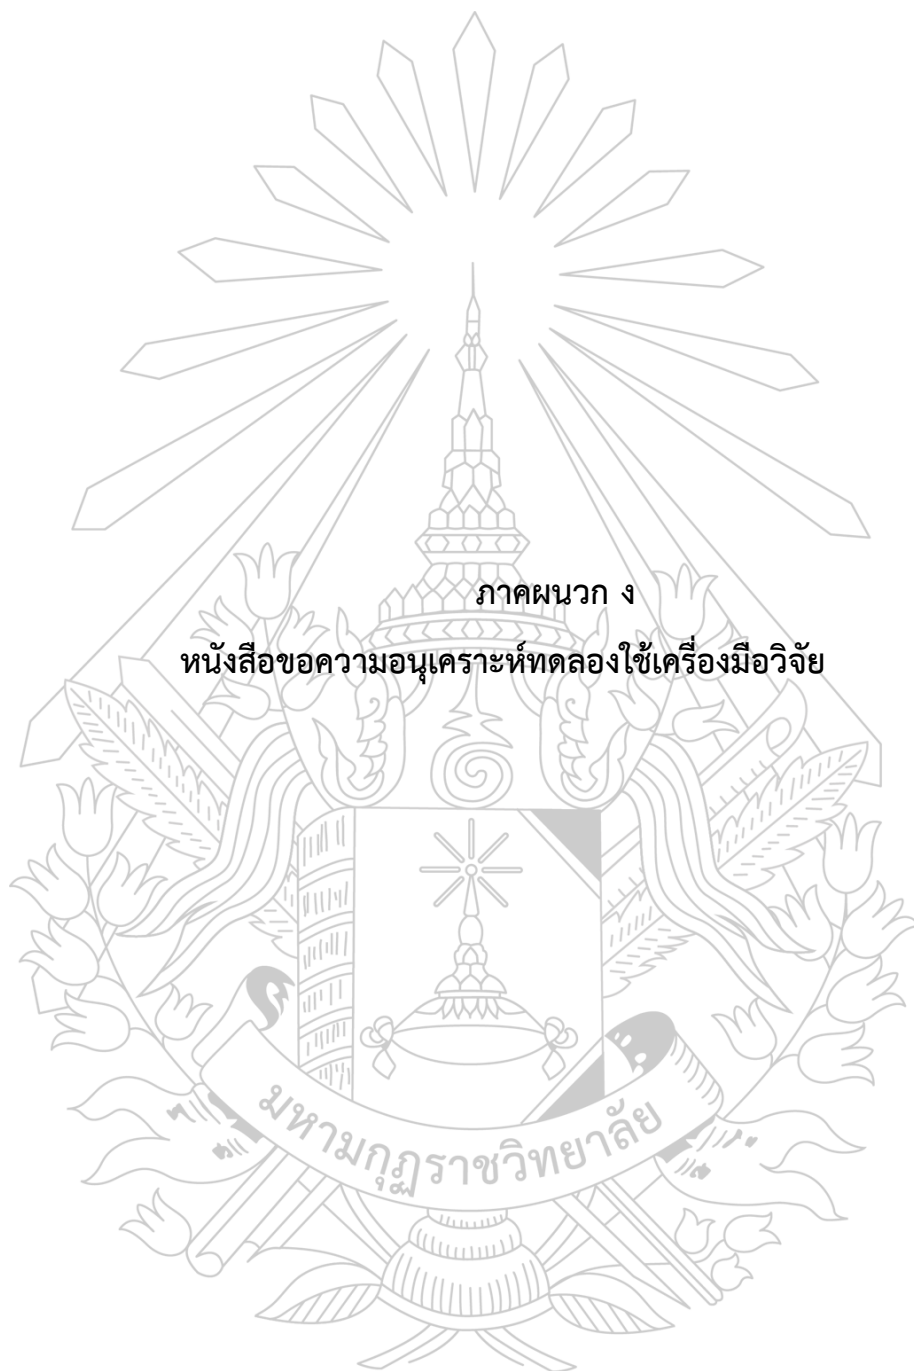 ภาคผนวก ง
หนังสือขอความอนุเคราะห์ทดลองใช้เครื่องมือวิจัย
มหามกุฏราชวิทยาลัย